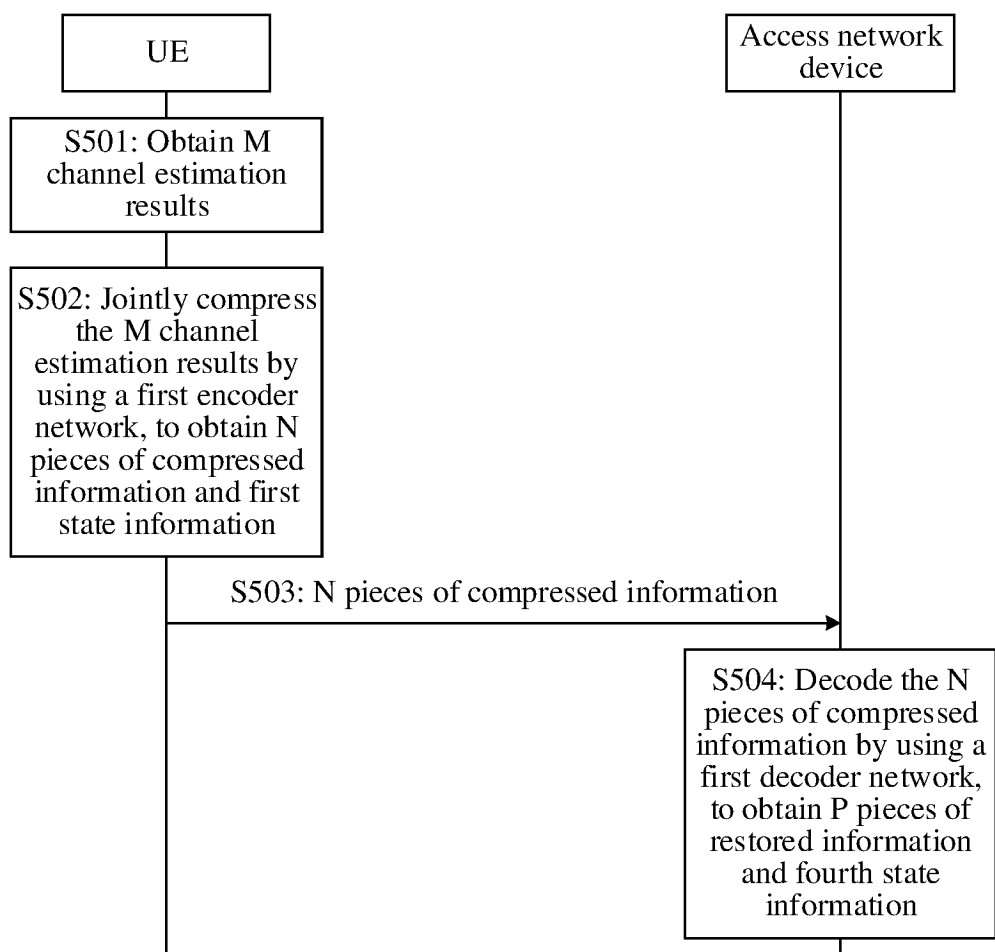 UE
Access network
device
S501: Obtain M
channel estimation
results
S502: Jointly compress
the M channel
estimation results by
using a first encoder
network, to obtain N
pieces of compressed
information and first
state information
S503: N pieces of compressed information
S504: Decode the N
pieces of compressed
information by using a
first decoder network,
to obtain P pieces of
restored information
and fourth state
information